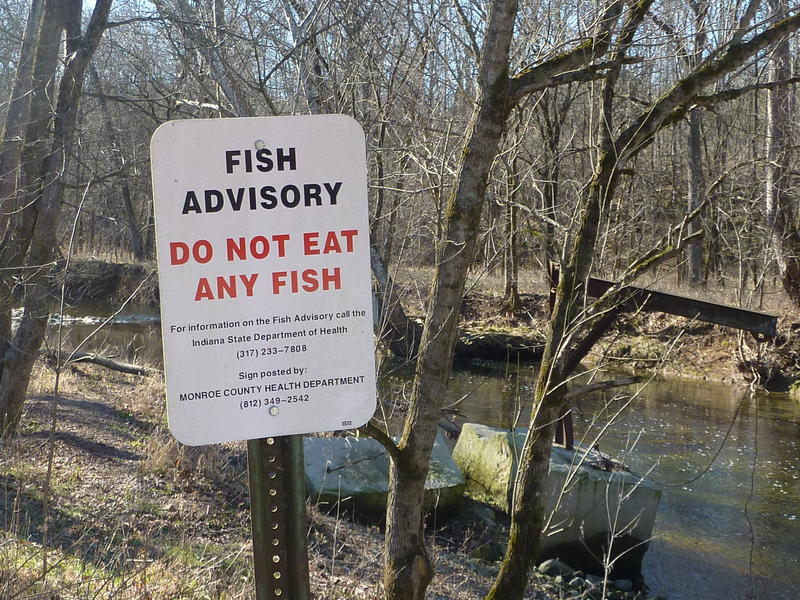 FISH
ADVISORY
DO NOT EAT
ANY FISH
For information on the Fish Advisory call the
Indiana State Department of Health
(317) 233–7808
Sign posted by:
MONROE COUNTY HEALTH DEPARTMENT
(812) 349–2542